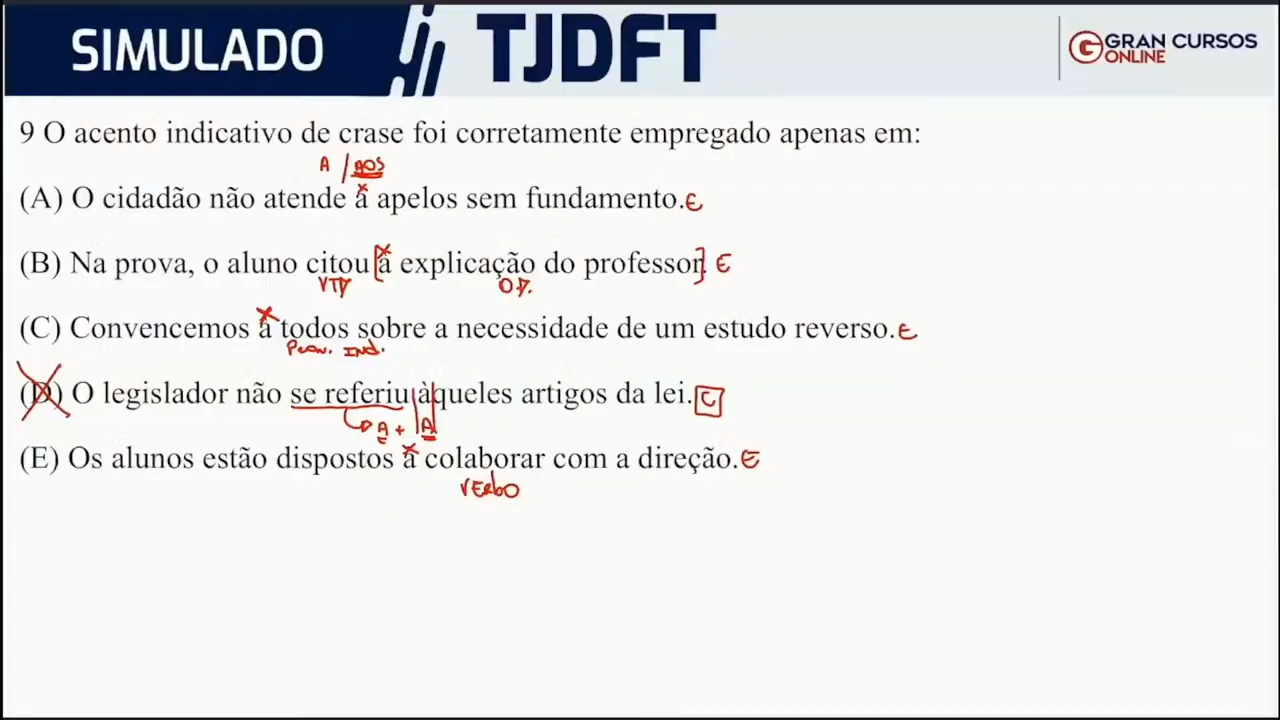 SIMULADO
TJDFT
GRAN CURSOS
ONLINE
9 O acento indicativo de crase foi corretamente empregado apenas em:
A / AOS
(A) O cidadão não atende à apelos sem fundamento. E
(B) Na prova, o aluno citou [à explicação do professor]. E
VTD O.D.
(C) Convencemos à todos sobre a necessidade de um estudo reverso. E
Pron. Ind.
(D) O legislador não se referiu àqueles artigos da lei. C
A + A
(E) Os alunos estão dispostos à colaborar com a direção. E
VERBO